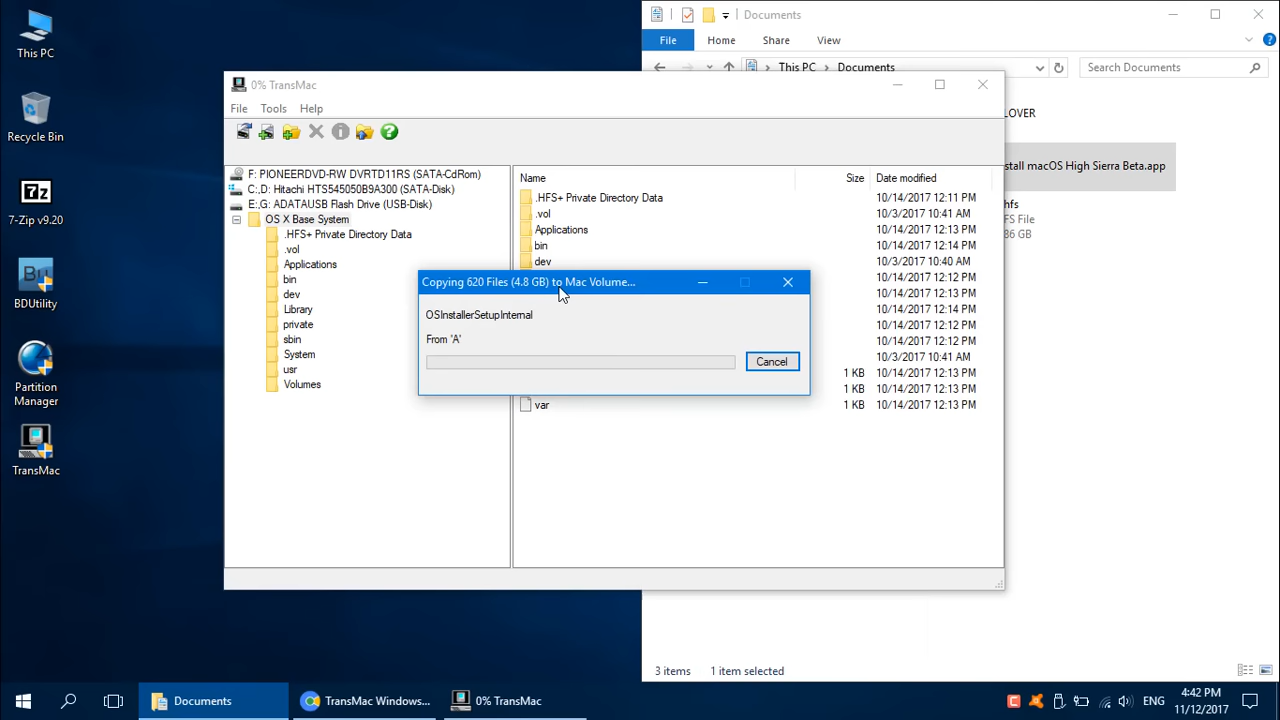 This PC
Recycle Bin
7z
7-Zip v9.20
BU
BDUtility
Partition
Manager
TransMac
Documents
File
Home
Share
View
This PC
Documents
Search Documents
LOVER
stall macOS High Sierra Beta.app
hfs
FS File
86 GB
3 items
1 item selected
0% TransMac
File
Tools
Help
F: PIONEERDVD-RW DVRTD11RS (SATA-CdRom)
C:,D: Hitachi HTS545050B9A300 (SATA-Disk)
E:,G: ADATAUSB Flash Drive (USB-Disk)
OS X Base System
.HFS+ Private Directory Data
.vol
Applications
bin
dev
Library
private
sbin
System
usr
Volumes
Name Size Date modified
.HFS+ Private Directory Data 10/14/2017 12:11 PM
.vol 10/3/2017 10:41 AM
Applications 10/14/2017 12:13 PM
bin 10/14/2017 12:14 PM
dev 10/3/2017 10:40 AM
10/14/2017 12:12 PM
10/14/2017 12:13 PM
10/14/2017 12:14 PM
10/14/2017 12:12 PM
10/14/2017 12:12 PM
10/3/2017 10:41 AM
1 KB 10/14/2017 12:13 PM
1 KB 10/14/2017 12:13 PM
var 1 KB 10/14/2017 12:13 PM
Copying 620 Files (4.8 GB) to Mac Volume...
OSInstallerSetupInternal
From 'A'
Cancel
Documents
TransMac Windows...
0% TransMac
ENG
4:42 PM
11/12/2017